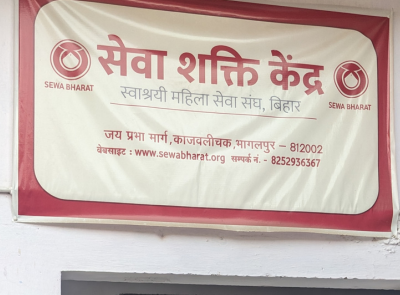 सेवा शक्ति केंद्र
स्वाश्रयी महिला सेवा संघ, बिहार
SEWA BHARAT
SEWA BHARAT
जय प्रभा मार्ग,काजवलीचक,भागलपुर – 812002
वेबसाइट : www.sewabharat.org सम्पर्क नं. - 8252936367